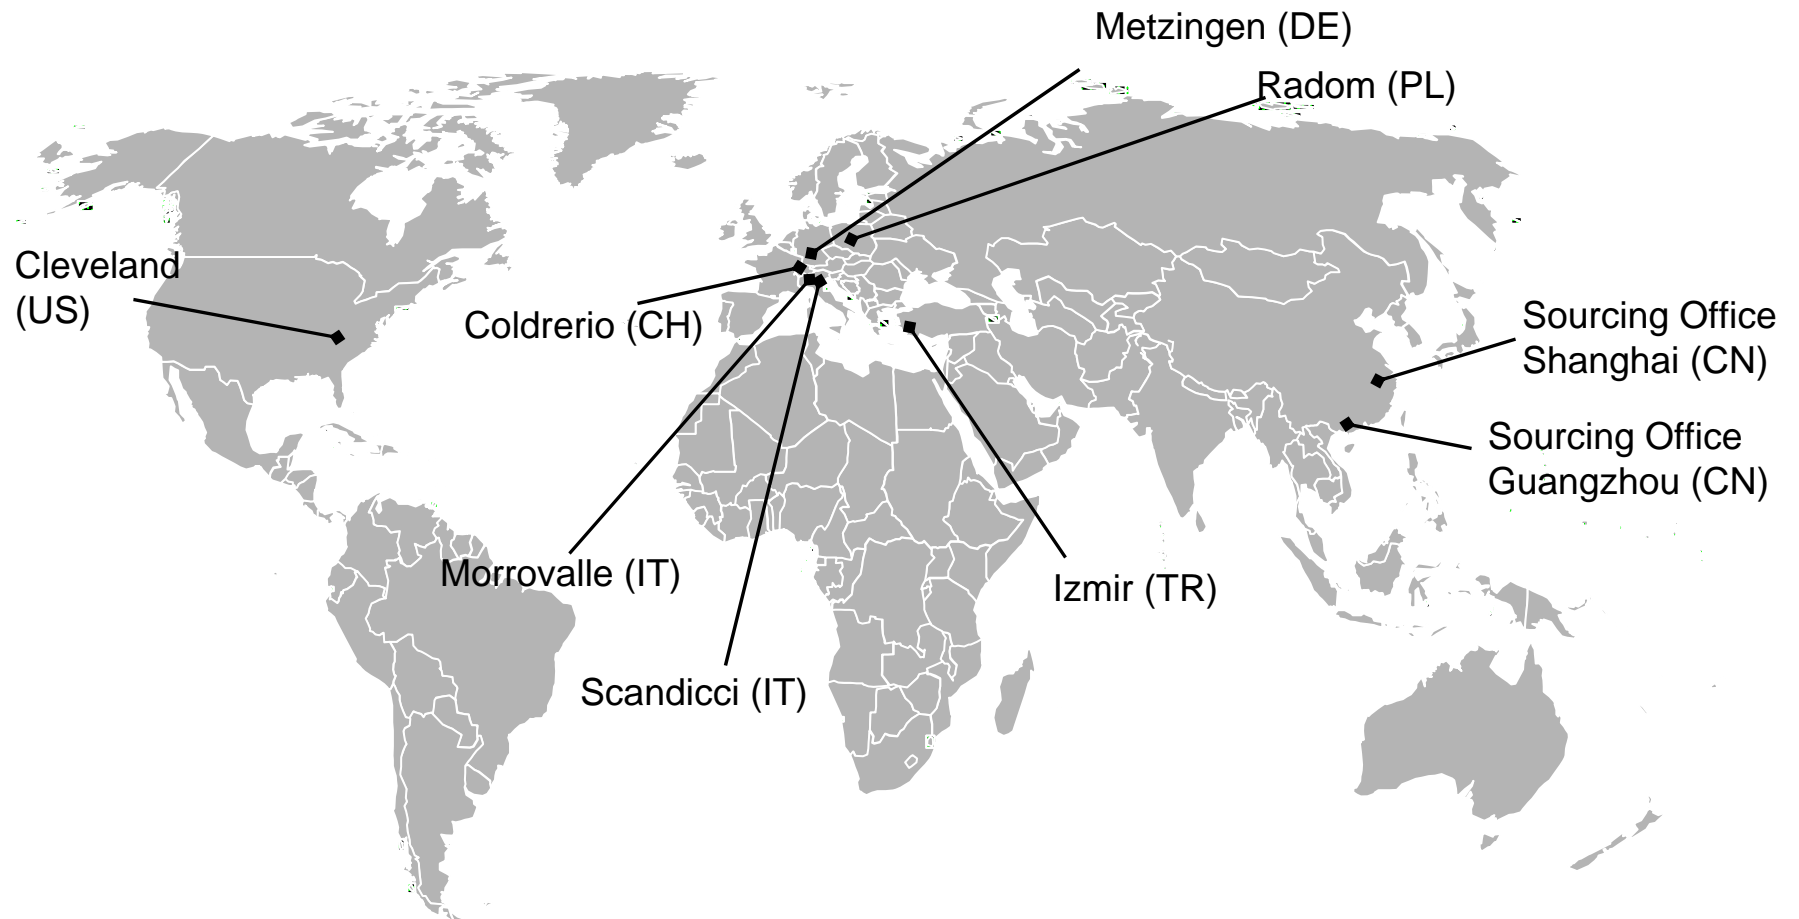 Metzingen (DE)
Radom (PL)
Cleveland
(US)
Coldrerio (CH)
Sourcing Office
Shanghai (CN)
Sourcing Office
Guangzhou (CN)
Morrovalle (IT)
Izmir (TR)
Scandicci (IT)